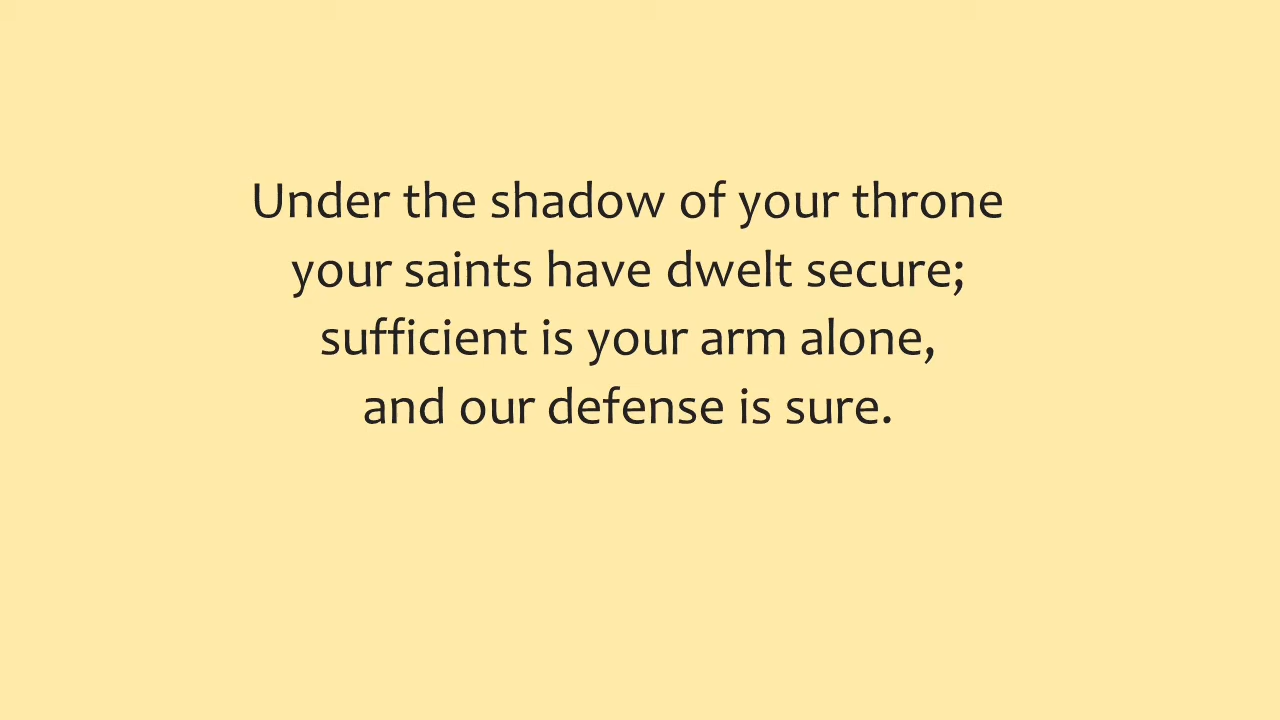 Under the shadow of your throne
your saints have dwelt secure;
sufficient is your arm alone,
and our defense is sure.